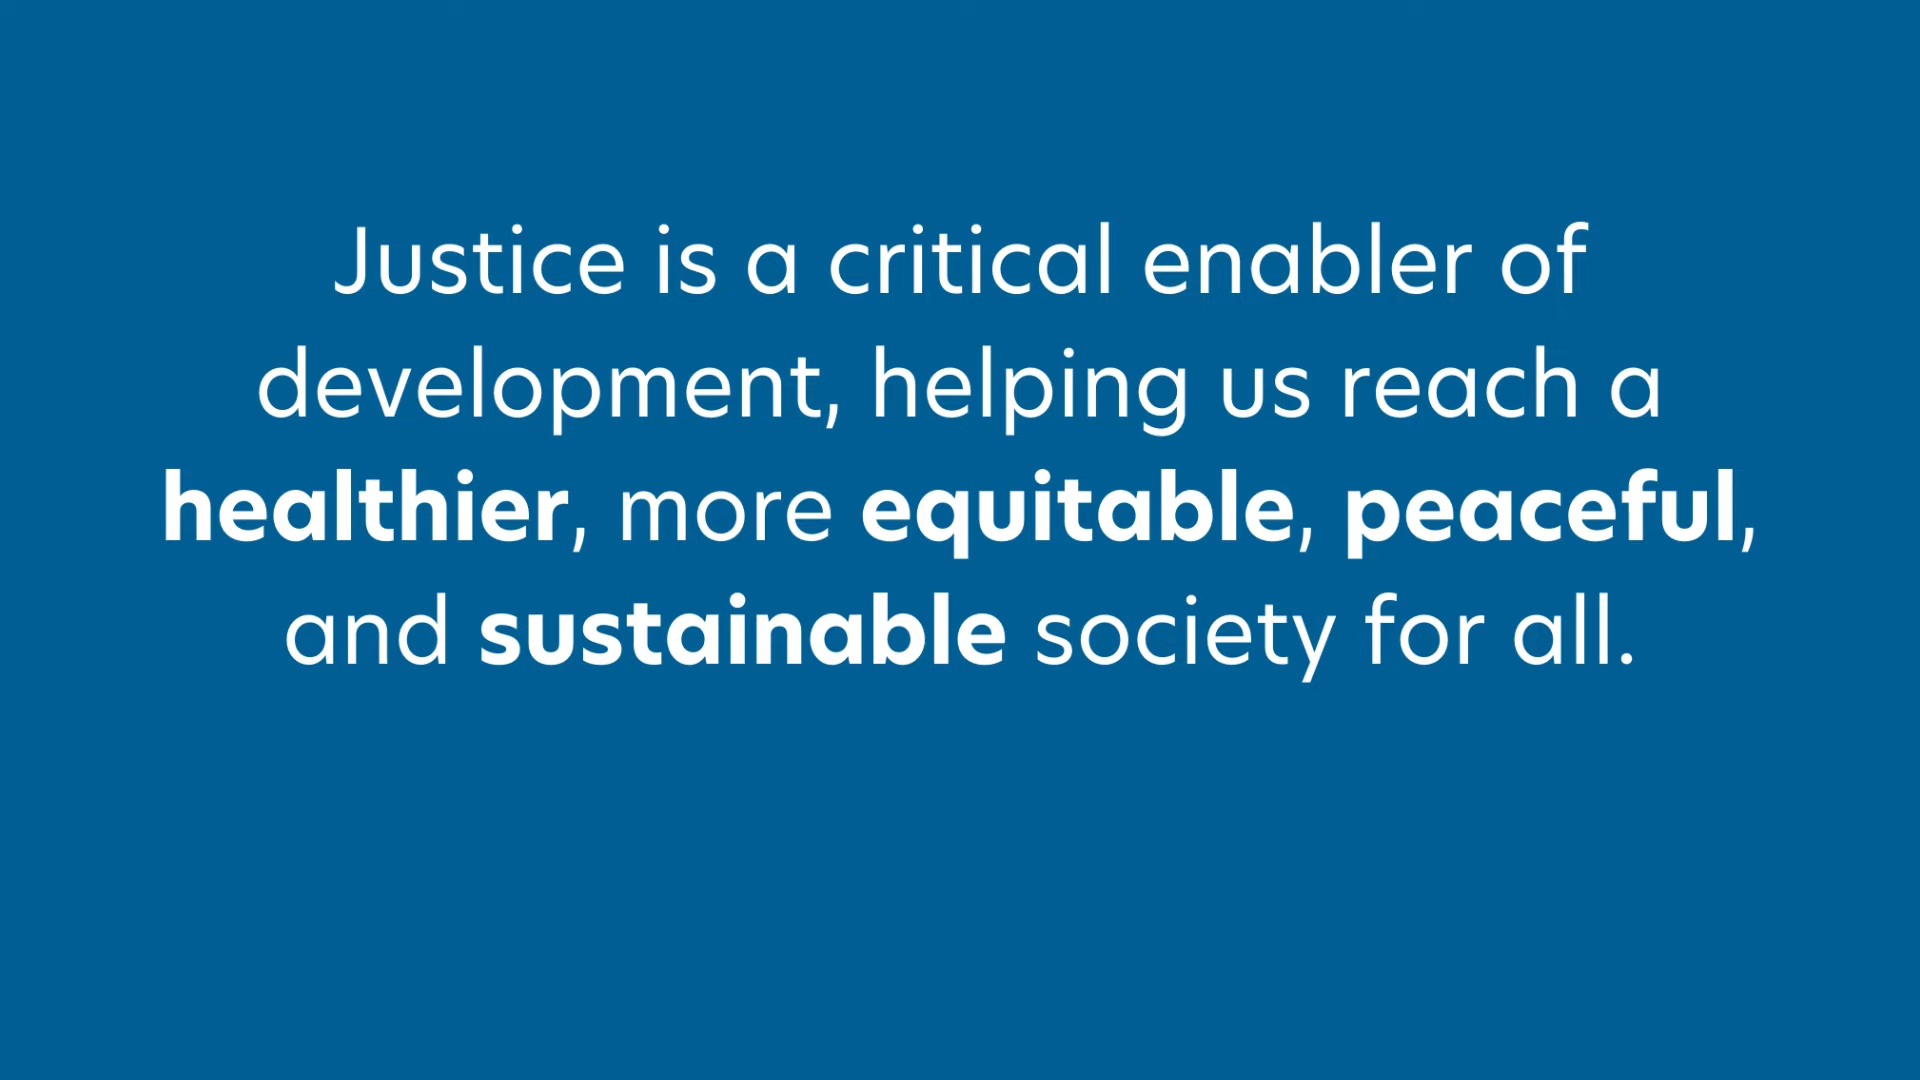 Justice is a critical enabler of
development, helping us reach a
healthier, more equitable, peaceful,
and sustainable society for all.